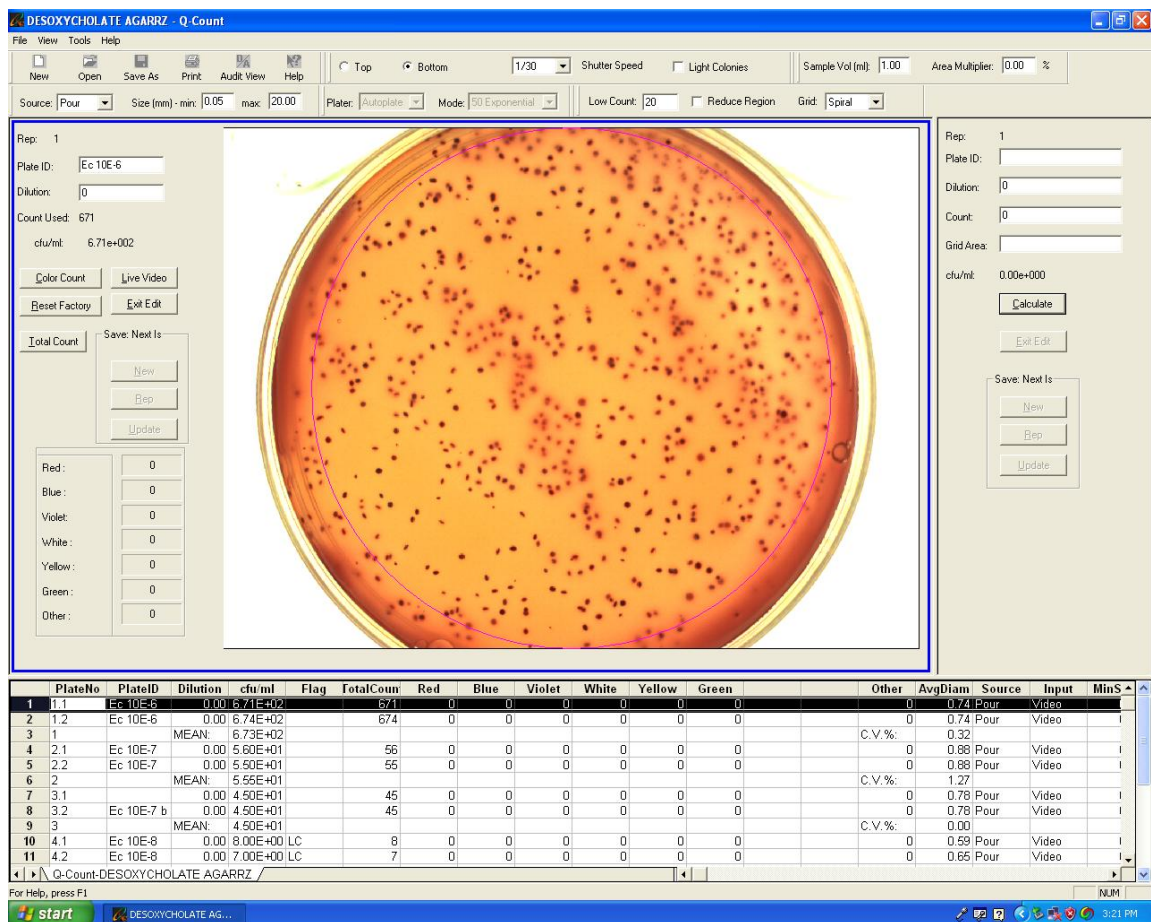 DESOXYCHOLATE AGARRZ - Q-Count
File View Tools Help
New Open Save As Print Audit View Help
Top Bottom 1/30 Shutter Speed Light Colonies Sample Vol (ml): 1.00 Area Multiplier: 0.00 %
Source: Pour Size (mm) - min: 0.05 max: 20.00 Plater: Autoplate Mode: 50 Exponential Low Count: 20 Reduce Region Grid: Spiral
Rep: 1
Plate ID: Ec 10E-6
Dilution: 0
Count Used: 671
cfu/ml: 6.71e+002
Color Count Live Video
Reset Factory Exit Edit
Total Count Save: Next Is
New
Rep
Update
Red : 0
Blue : 0
Violet: 0
White : 0
Yellow : 0
Green : 0
Other : 0
Rep: 1
Plate ID:
Dilution: 0
Count: 0
Grid Area:
cfu/ml: 0.00e+000
Calculate
Exit Edit
Save: Next Is
New
Rep
Update
PlateNo PlateID Dilution cfu/ml Flag TotalCoun Red Blue Violet White Yellow Green Other AvgDiam Source Input MinS
1 1.1 Ec 10E-6 0.00 6.71E+02 671 0 0 0 0 0 0 0 0.74 Pour Video
2 1.2 Ec 10E-6 0.00 6.74E+02 674 0 0 0 0 0 0 0 0.74 Pour Video
3 1 MEAN: 6.73E+02 C.V.%: 0.32
4 2.1 Ec 10E-7 0.00 5.60E+01 56 0 0 0 0 0 0 0 0.88 Pour Video
5 2.2 Ec 10E-7 0.00 5.50E+01 55 0 0 0 0 0 0 0 0.88 Pour Video
6 2 MEAN: 5.55E+01 C.V.%: 1.27
7 3.1 0.00 4.50E+01 45 0 0 0 0 0 0 0 0.78 Pour Video
8 3.2 Ec 10E-7 b 0.00 4.50E+01 45 0 0 0 0 0 0 0 0.78 Pour Video
9 3 MEAN: 4.50E+01 C.V.%: 0.00
10 4.1 Ec 10E-8 0.00 8.00E+00 LC 8 0 0 0 0 0 0 0 0.59 Pour Video
11 4.2 Ec 10E-8 0.00 7.00E+00 LC 7 0 0 0 0 0 0 0 0.65 Pour Video
Q-Count-DESOXYCHOLATE AGARRZ
For Help, press F1 NUM
start DESOXYCHOLATE AG... 3:21 PM